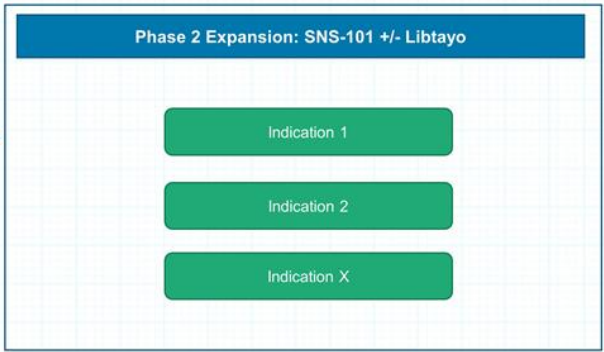 Phase 2 Expansion: SNS-101 +/- Libtayo
Indication 1
Indication 2
Indication X